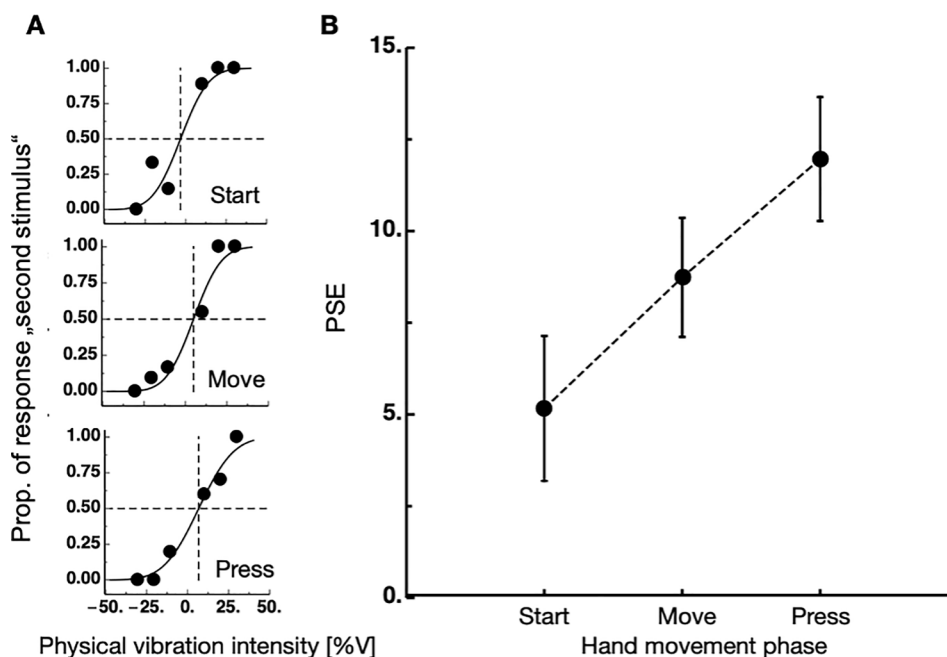 A
Prop. of response „second stimulus“
1.00
0.75
0.50
0.25
0.00
Start
1.00
0.75
0.50
0.25
0.00
Move
1.00
0.75
0.50
0.25
0.00
Press
−50. −25. 0. 25. 50.
Physical vibration intensity [%V]
B
15.
10.
5.
0.
PSE
Start Move Press
Hand movement phase